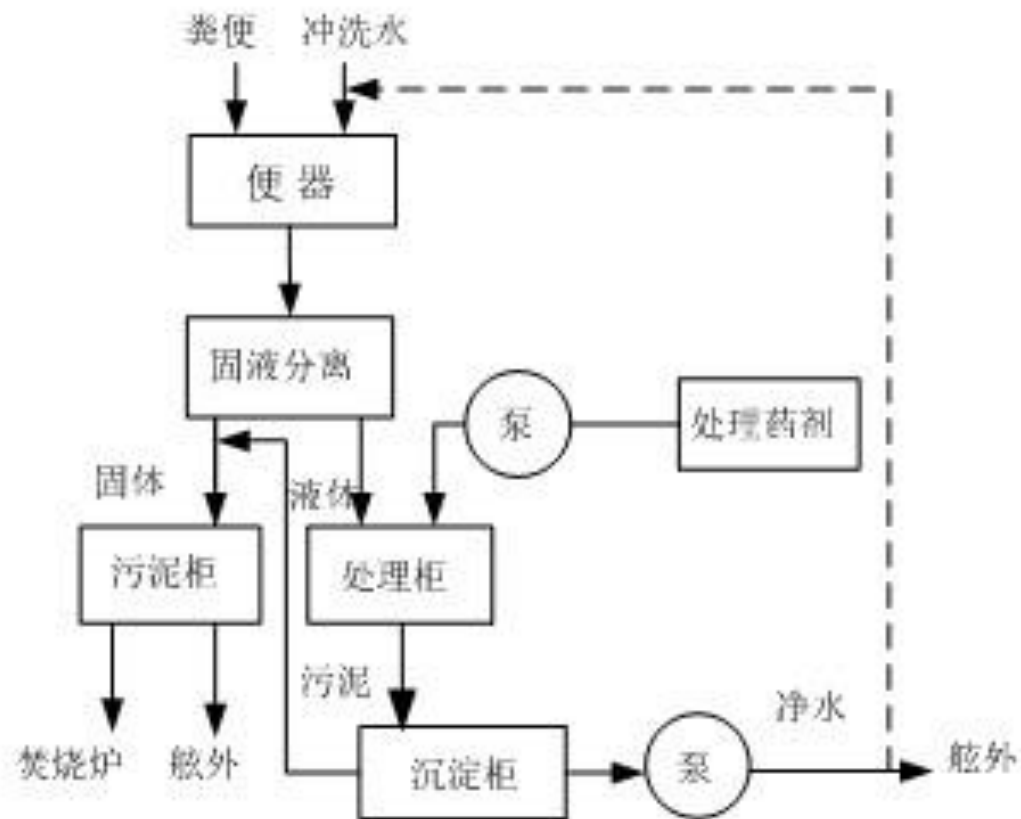 粪便 冲洗水
便器
固液分离
泵
处理药剂
固体
液体
污泥柜
处理柜
污泥
净水
焚烧炉
舷外
沉淀柜
泵
舷外